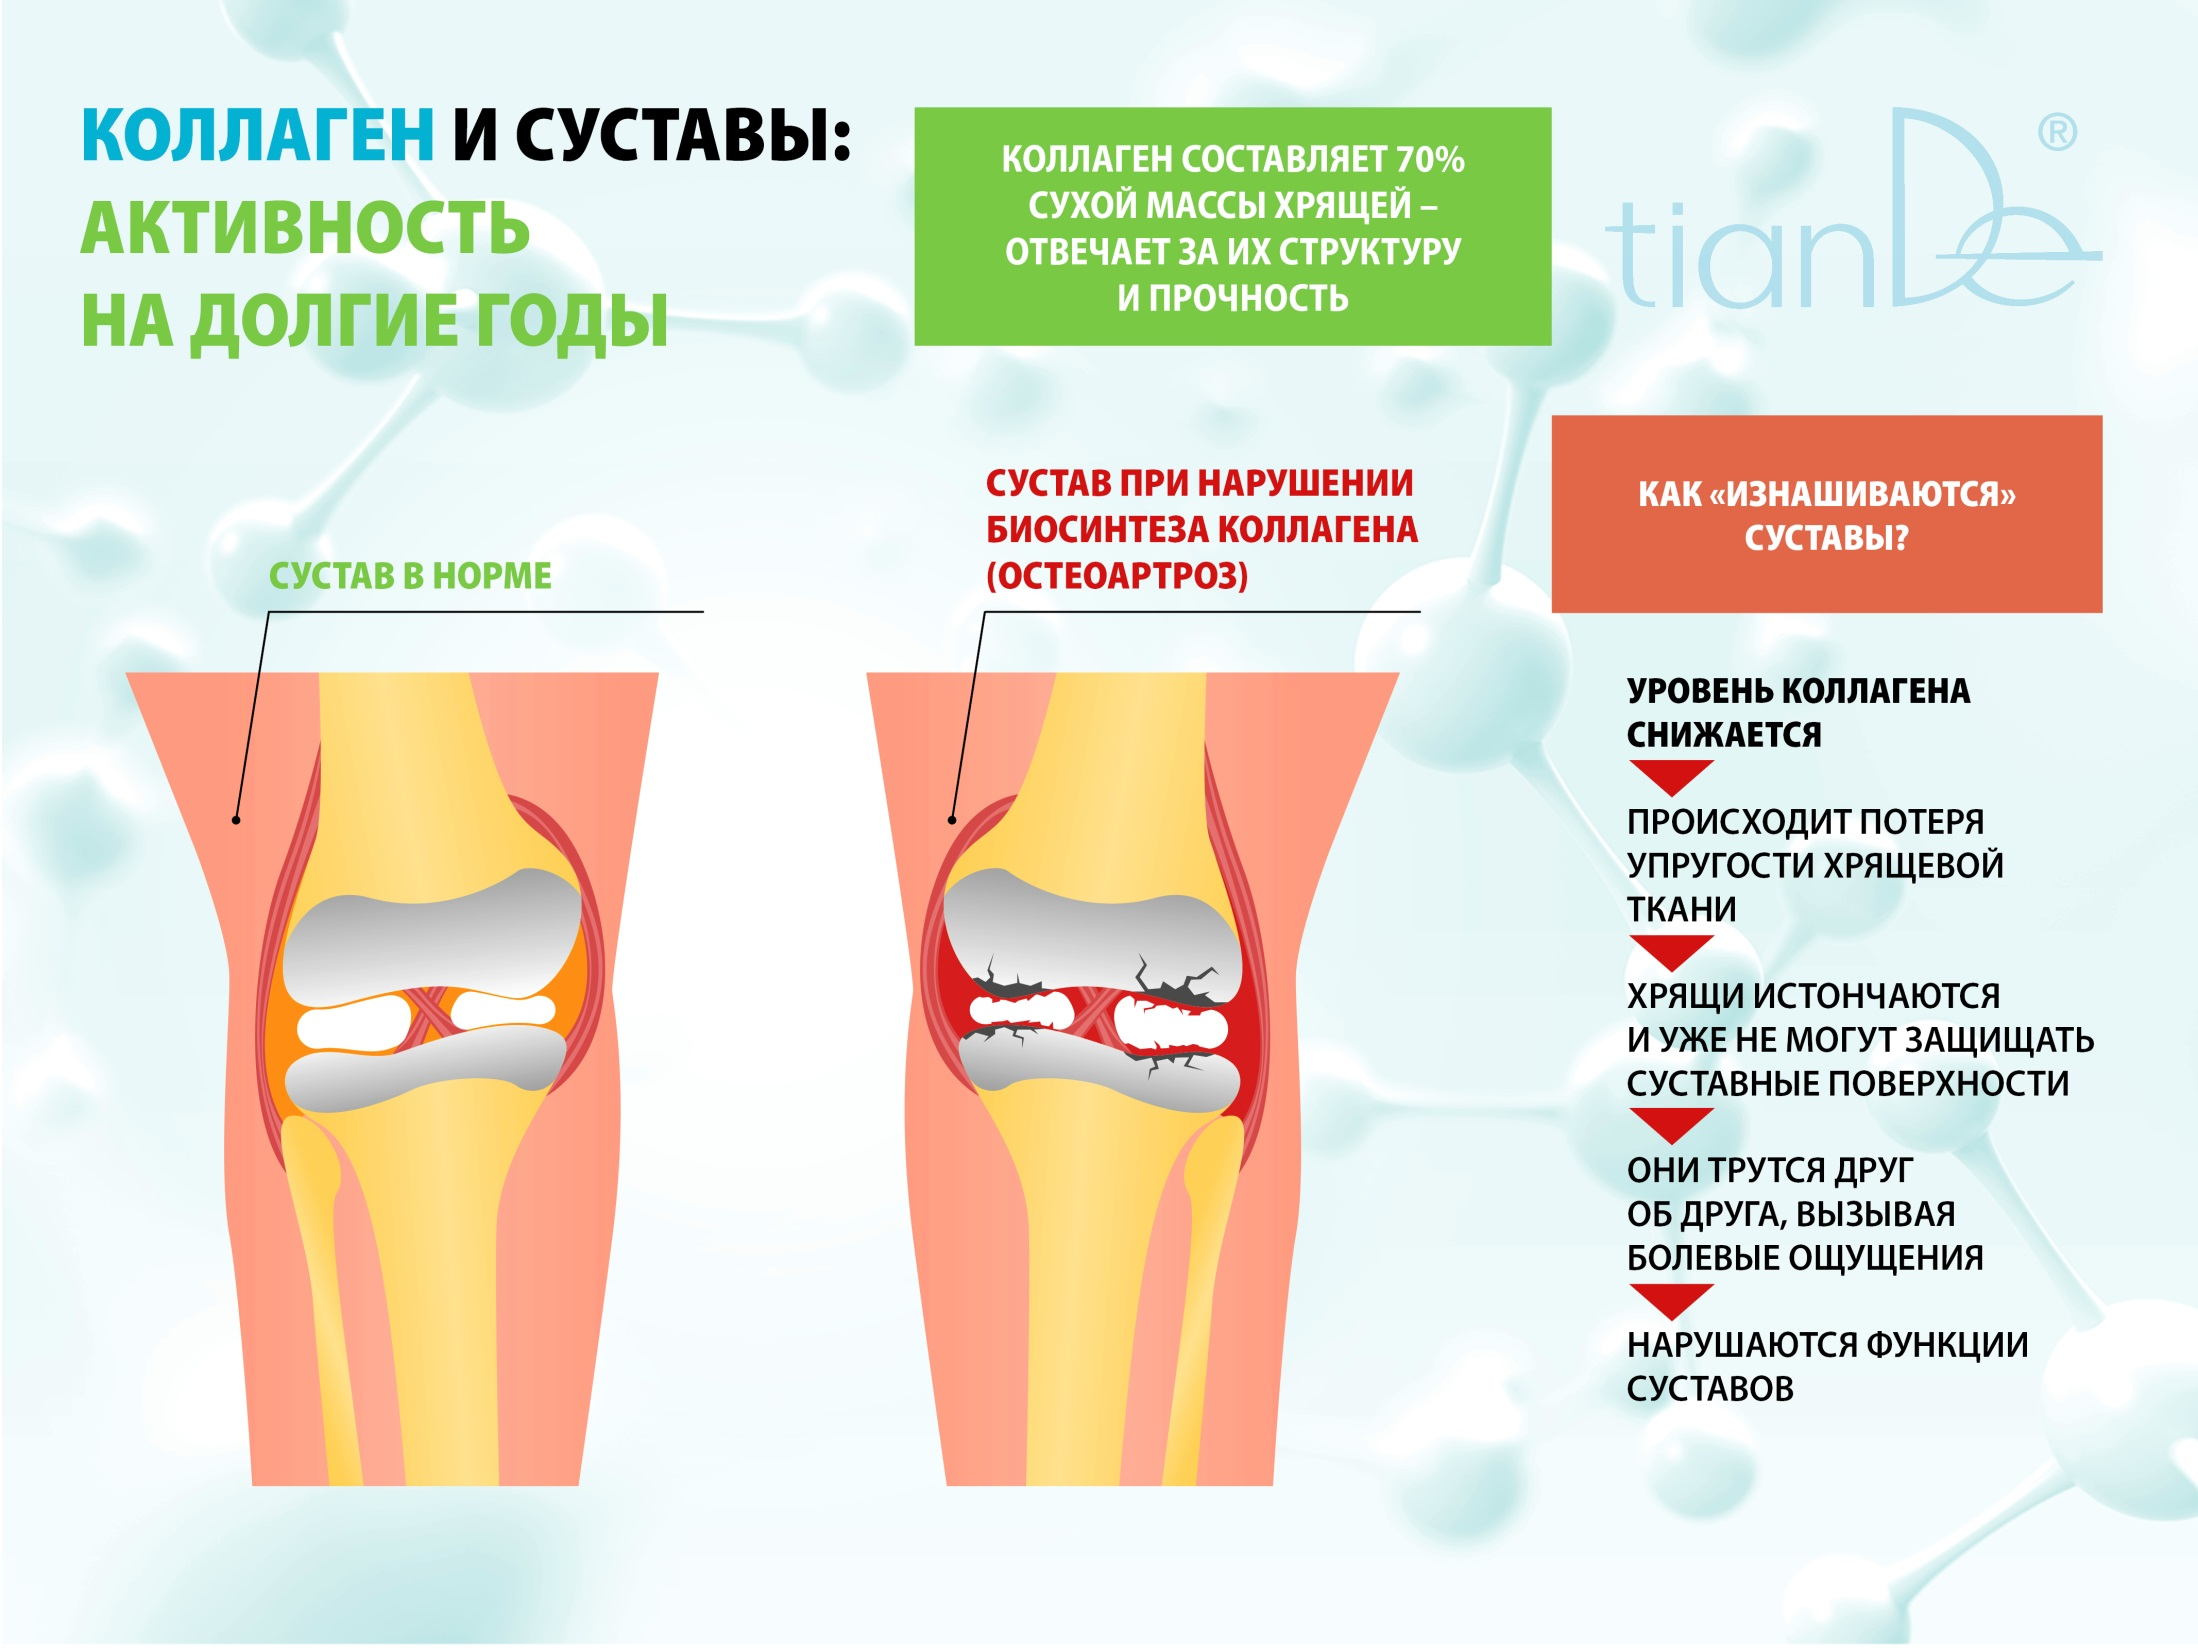 КОЛЛАГЕН И СУСТАВЫ:
АКТИВНОСТЬ
НА ДОЛГИЕ ГОДЫ
КОЛЛАГЕН СОСТАВЛЯЕТ 70%
СУХОЙ МАССЫ ХРЯЩЕЙ –
ОТВЕЧАЕТ ЗА ИХ СТРУКТУРУ
И ПРОЧНОСТЬ
tianDe®
СУСТАВ В НОРМЕ
СУСТАВ ПРИ НАРУШЕНИИ
БИОСИНТЕЗА КОЛЛАГЕНА
(ОСТЕОАРТРОЗ)
КАК «ИЗНАШИВАЮТСЯ»
СУСТАВЫ?
УРОВЕНЬ КОЛЛАГЕНА
СНИЖАЕТСЯ
ПРОИСХОДИТ ПОТЕРЯ
УПРУГОСТИ ХРЯЩЕВОЙ
ТКАНИ
ХРЯЩИ ИСТОНЧАЮТСЯ
И УЖЕ НЕ МОГУТ ЗАЩИЩАТЬ
СУСТАВНЫЕ ПОВЕРХНОСТИ
ОНИ ТРУТСЯ ДРУГ
ОБ ДРУГА, ВЫЗЫВАЯ
БОЛЕВЫЕ ОЩУЩЕНИЯ
НАРУШАЮТСЯ ФУНКЦИИ
СУСТАВОВ